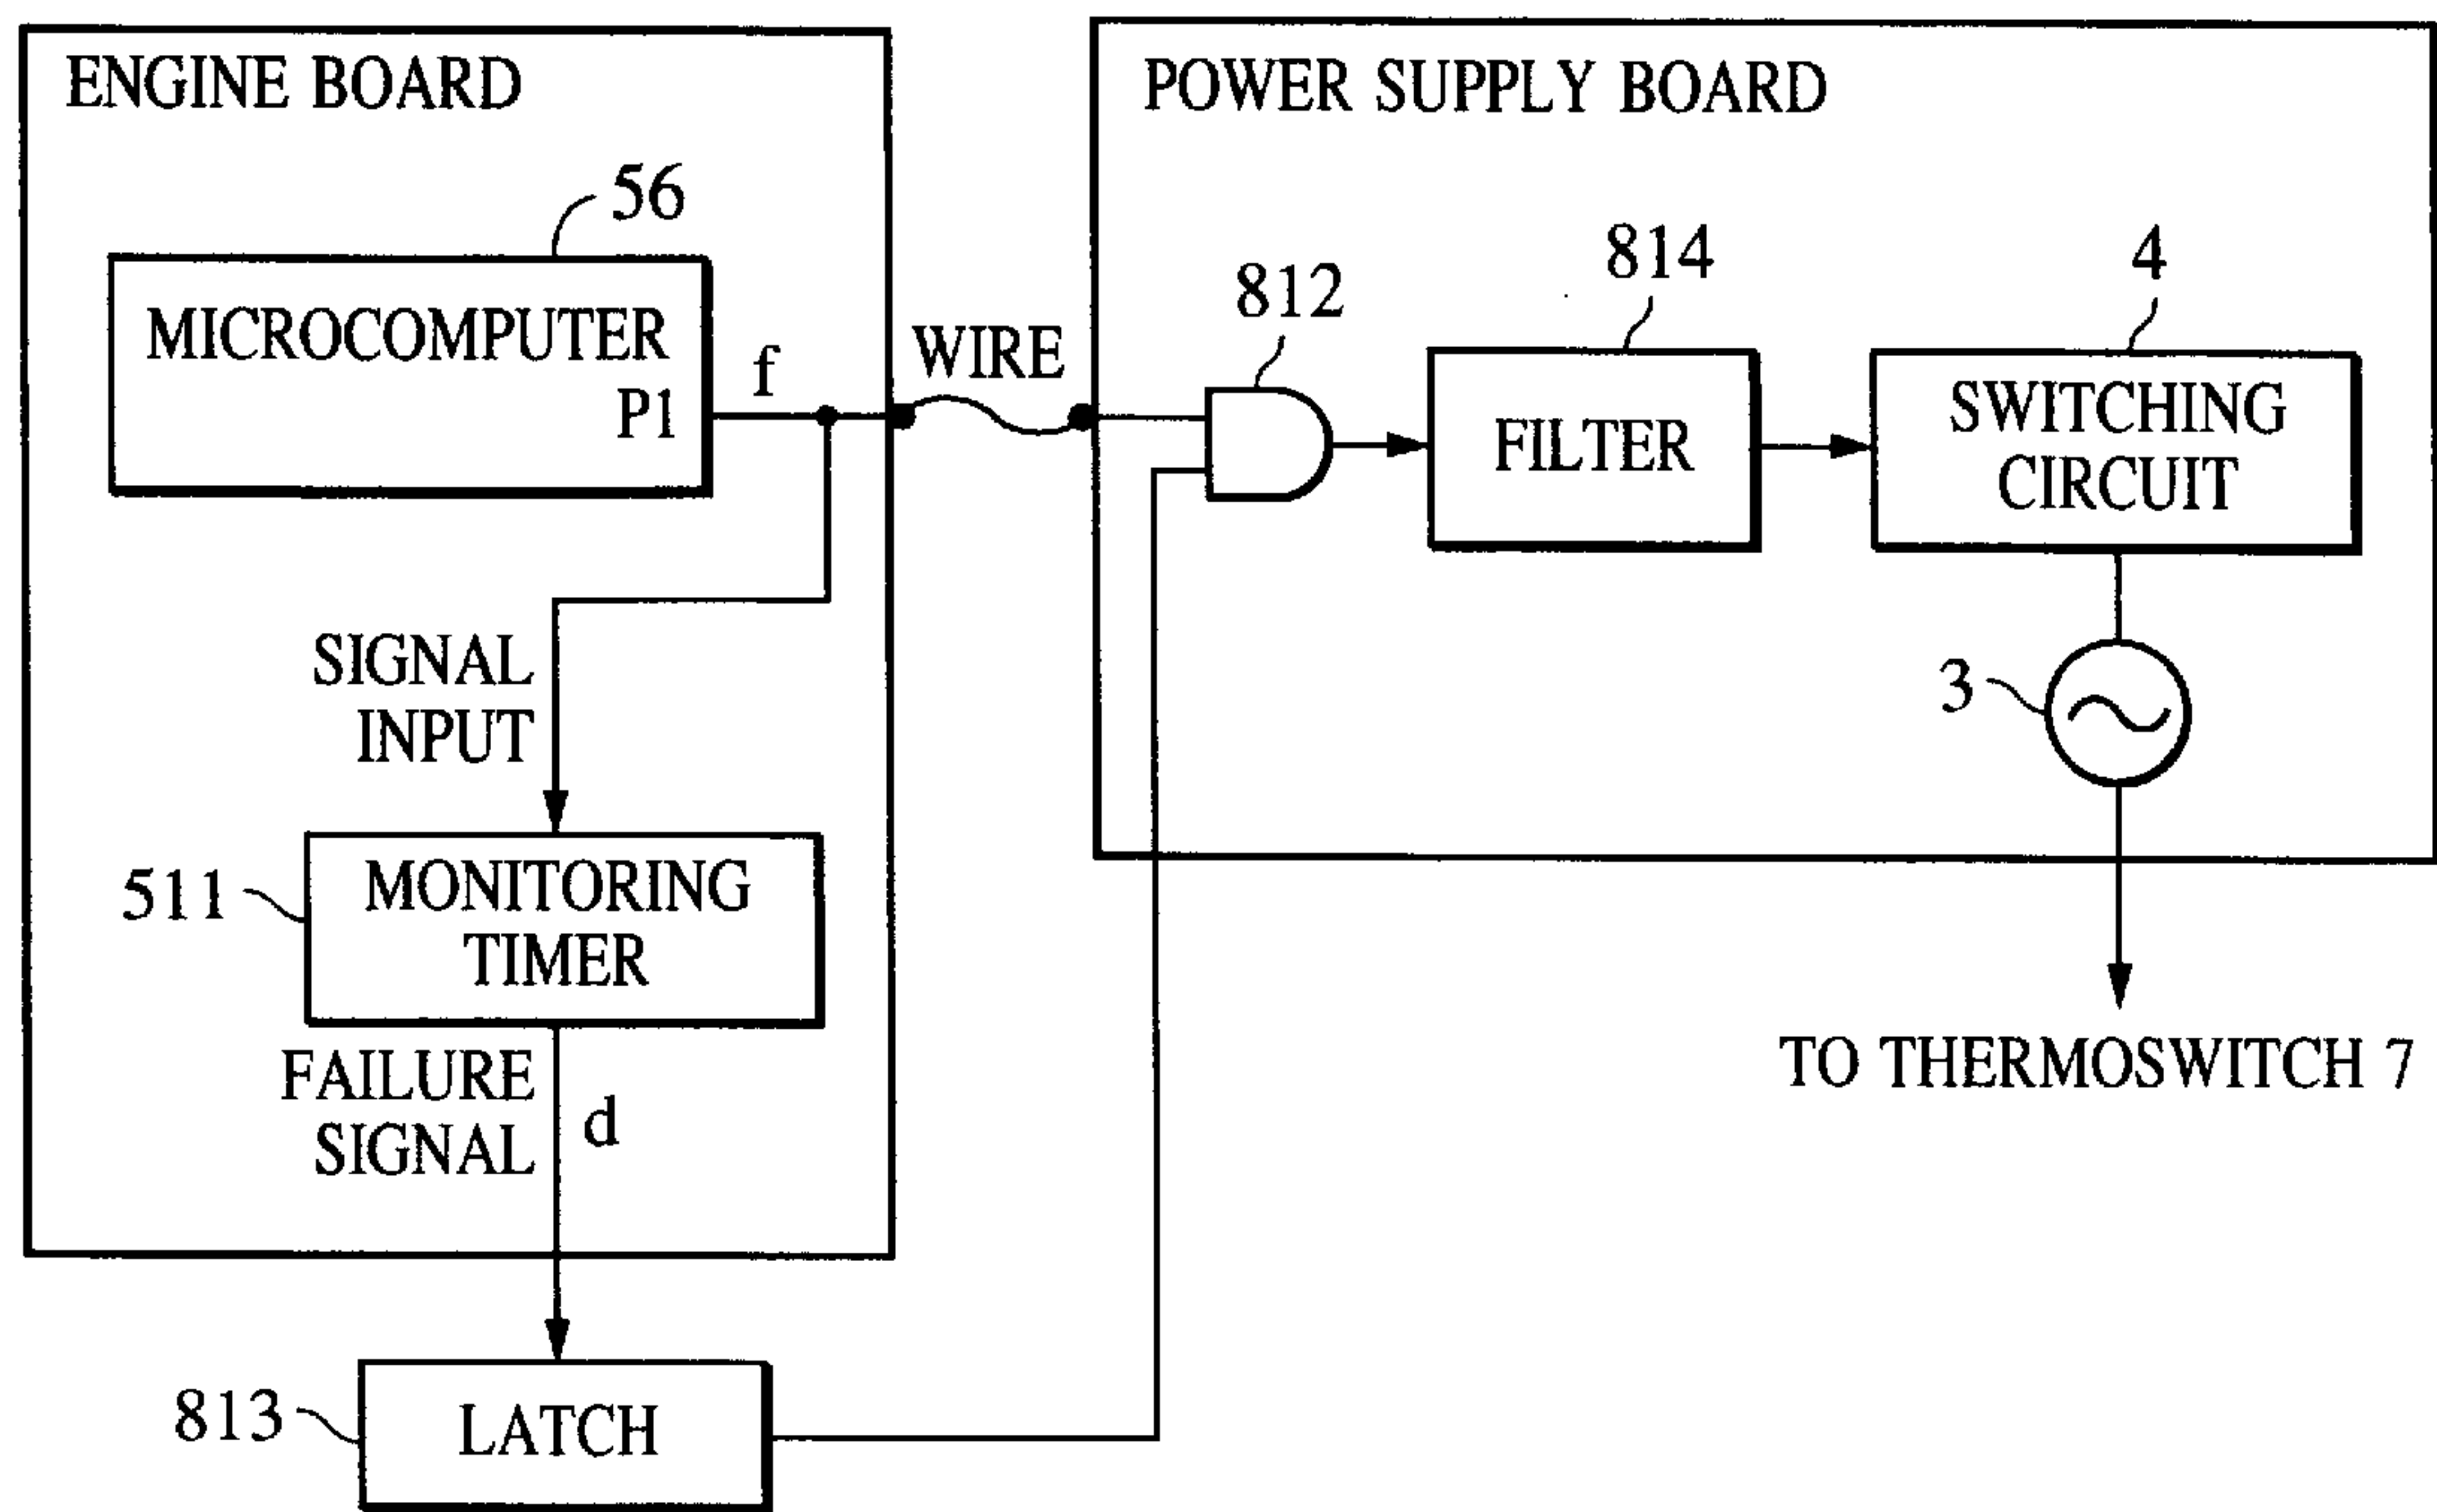 ENGINE BOARD
POWER SUPPLY BOARD
56
MICROCOMPUTER
P1
f
WIRE
812
814
4
FILTER
SWITCHING
CIRCUIT
3
SIGNAL
INPUT
511
MONITORING
TIMER
FAILURE
SIGNAL
d
TO THERMOSWITCH 7
813
LATCH